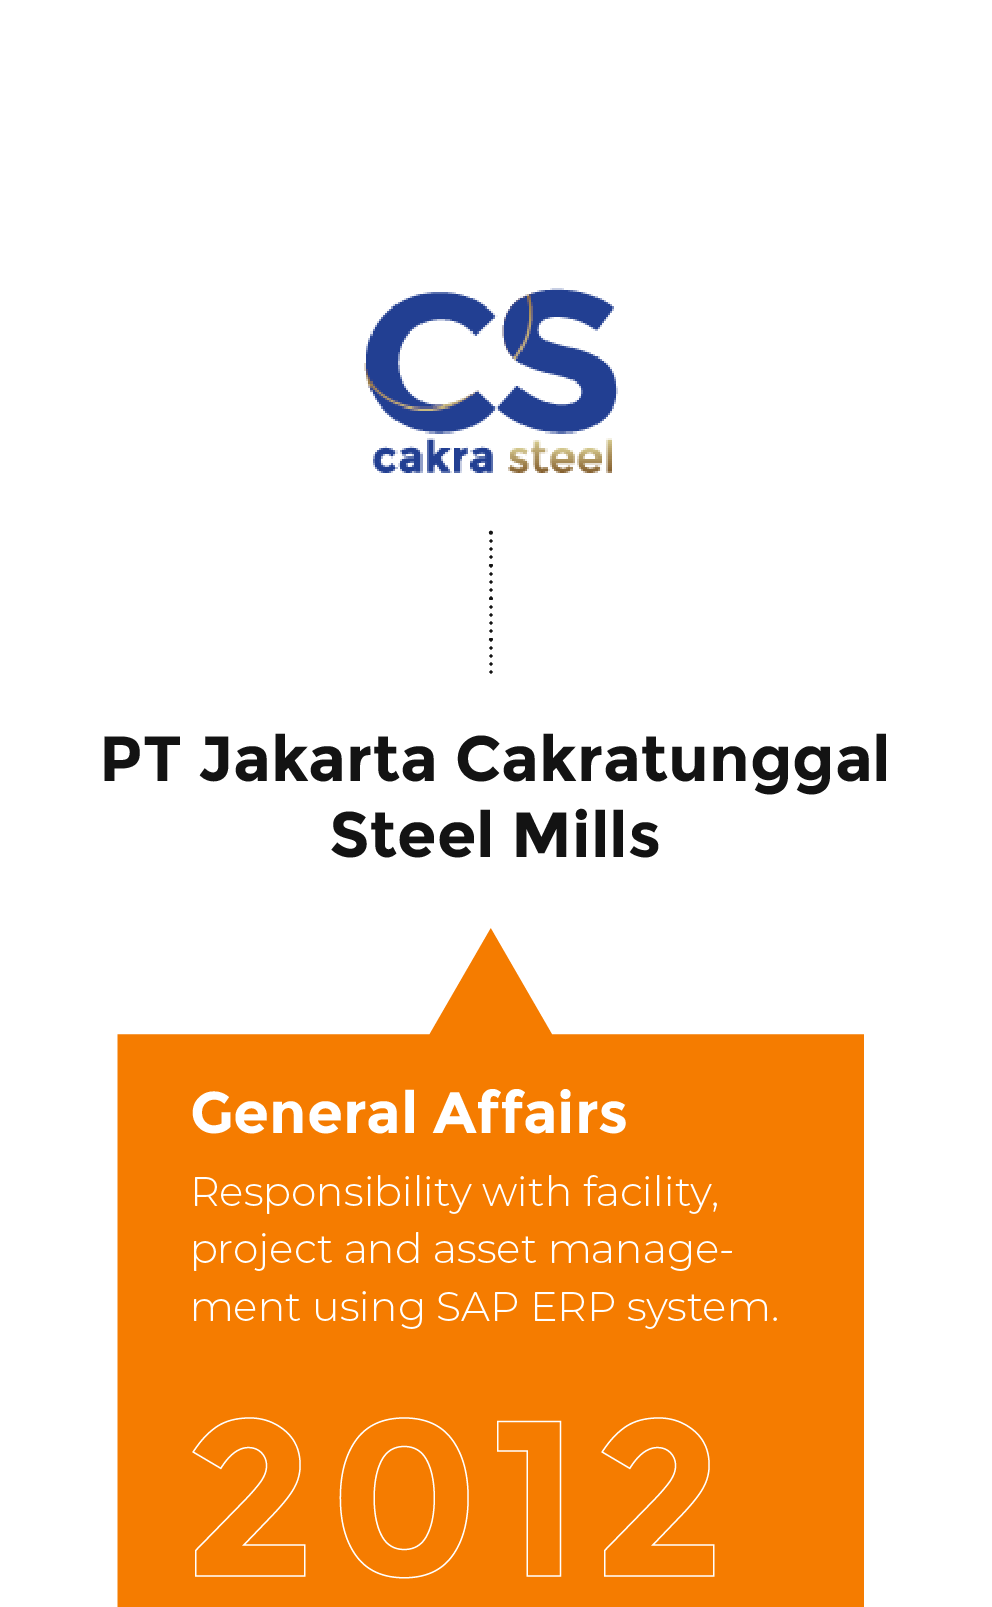 CS
cakra steel
PT Jakarta Cakratunggal
Steel Mills
General Affairs
Responsibility with facility,
project and asset manage-
ment using SAP ERP system.
2012